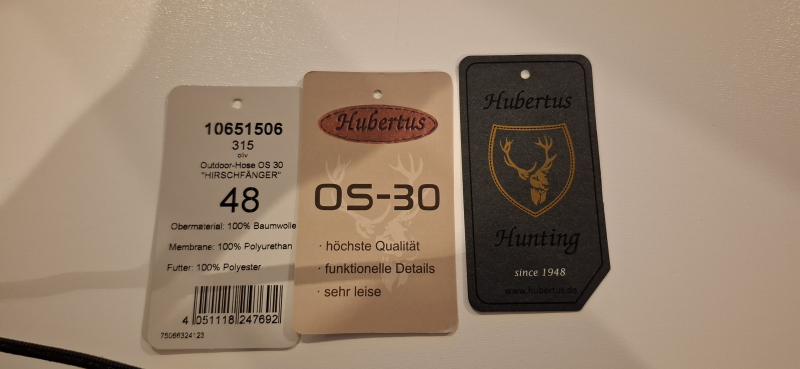 10651506
315
oliv
Outdoor-Hose OS 30
"HIRSCHFÄNGER"
48
Obermaterial: 100% Baumwolle
Membrane: 100% Polyurethan
Futter: 100% Polyester
4 051118 247692
75066324123
Hubertus
OS-30
· höchste Qualität
· funktionelle Details
· sehr leise
Hubertus
Hunting
since 1948
www.hubertus.de